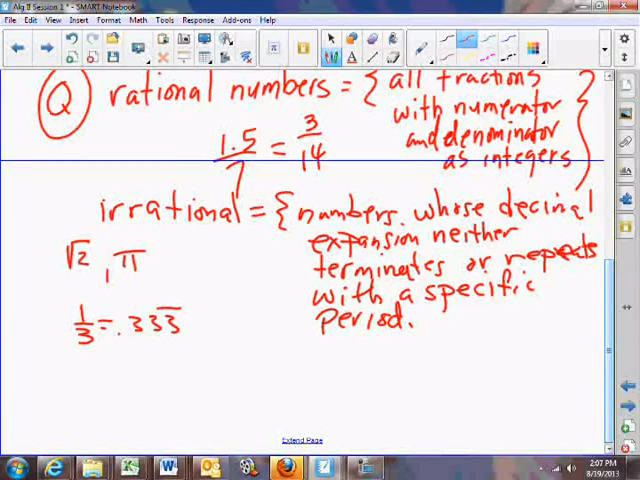 Alg B Session 1 * - SMART Notebook
File Edit View Insert Format Tools Response Add-ons Help
Q rational numbers = { all fractions
with numerator
and denominator
as integers }
1.5/7 = 3/14
irrational = { numbers whose decimal
expansion neither
terminates or repeats
with a specific
period.
√2, π
1/3 = .333̅
Extend Page
2:07 PM
8/19/2013